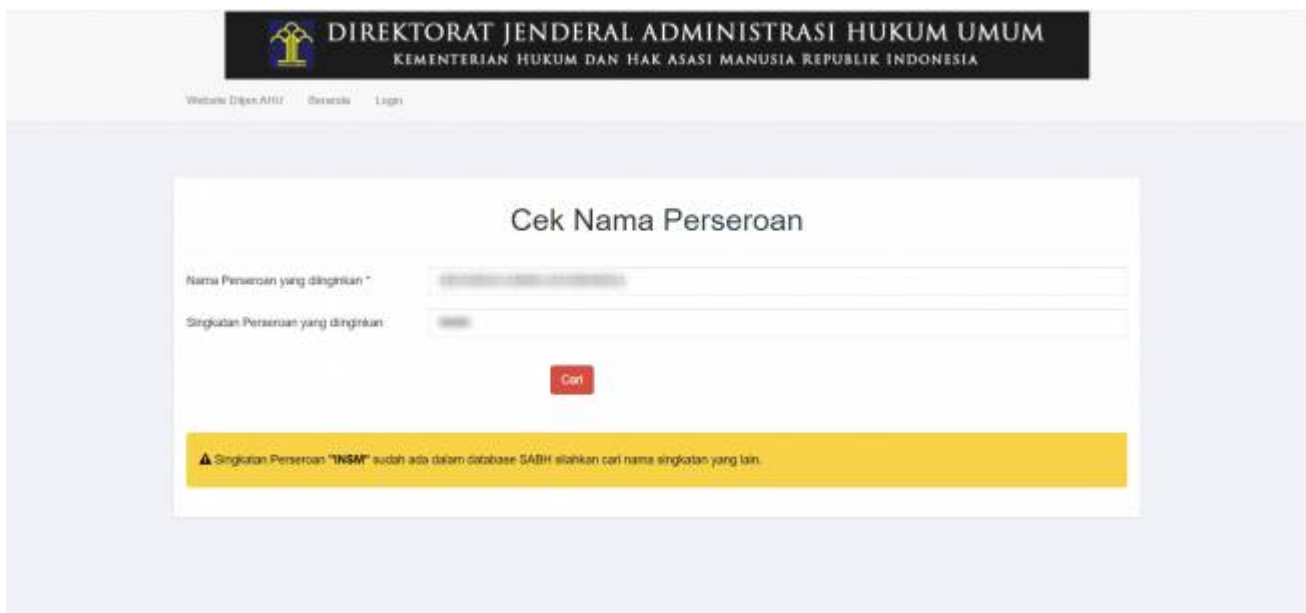 DIREKTORAT JENDERAL ADMINISTRASI HUKUM UMUM
KEMENTERIAN HUKUM DAN HAK ASASI MANUSIA REPUBLIK INDONESIA
Website Ditjen AHU Beranda Login
Cek Nama Perseroan
Nama Perseroan yang diinginkan *
Singkatan Perseroan yang diinginkan
Cari
Singkatan Perseroan "INSM" sudah ada dalam database SABH silahkan cari nama singkatan yang lain.